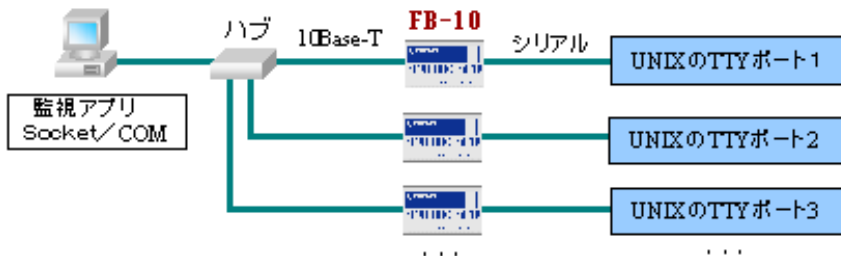 FB-10
ハブ
10Base-T
シリアル
UNIXのTTYポート1
監視アプリ
Socket/COM
UNIXのTTYポート2
UNIXのTTYポート3
...
...